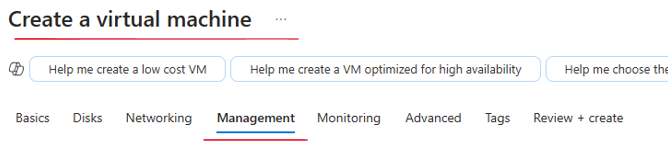 Create a virtual machine ...
Help me create a low cost VM Help me create a VM optimized for high availability Help me choose the
Basics Disks Networking Management Monitoring Advanced Tags Review + create